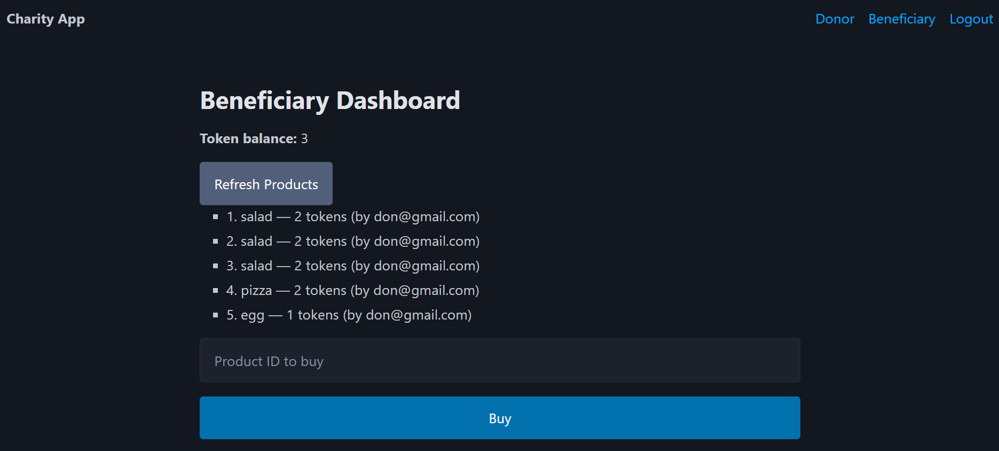 Charity App
Donor Beneficiary Logout
Beneficiary Dashboard
Token balance: 3
Refresh Products
1. salad — 2 tokens (by don@gmail.com)
2. salad — 2 tokens (by don@gmail.com)
3. salad — 2 tokens (by don@gmail.com)
4. pizza — 2 tokens (by don@gmail.com)
5. egg — 1 tokens (by don@gmail.com)
Product ID to buy
Buy